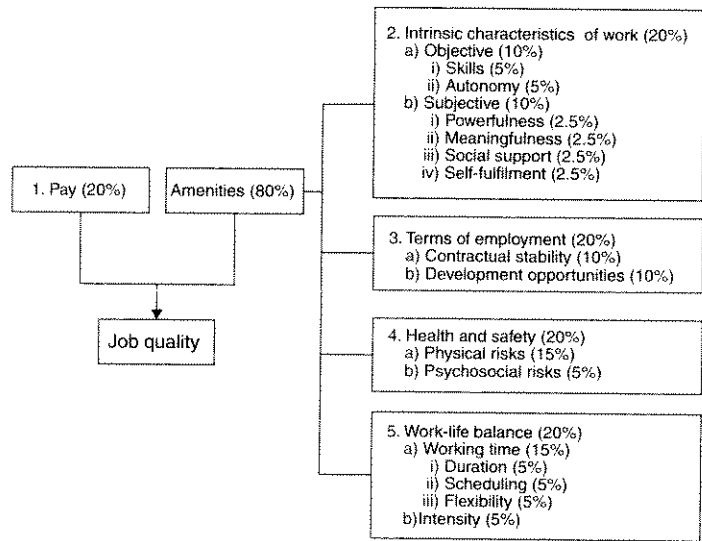 1. Pay (20%)
Amenities (80%)
Job quality
2. Intrinsic characteristics of work (20%)
a) Objective (10%)
i) Skills (5%)
ii) Autonomy (5%)
b) Subjective (10%)
i) Powerfulness (2.5%)
ii) Meaningfulness (2.5%)
iii) Social support (2.5%)
iv) Self-fulfilment (2.5%)
3. Terms of employment (20%)
a) Contractual stability (10%)
b) Development opportunities (10%)
4. Health and safety (20%)
a) Physical risks (15%)
b) Psychosocial risks (5%)
5. Work-life balance (20%)
a) Working time (15%)
i) Duration (5%)
ii) Scheduling (5%)
iii) Flexibility (5%)
b)Intensity (5%)